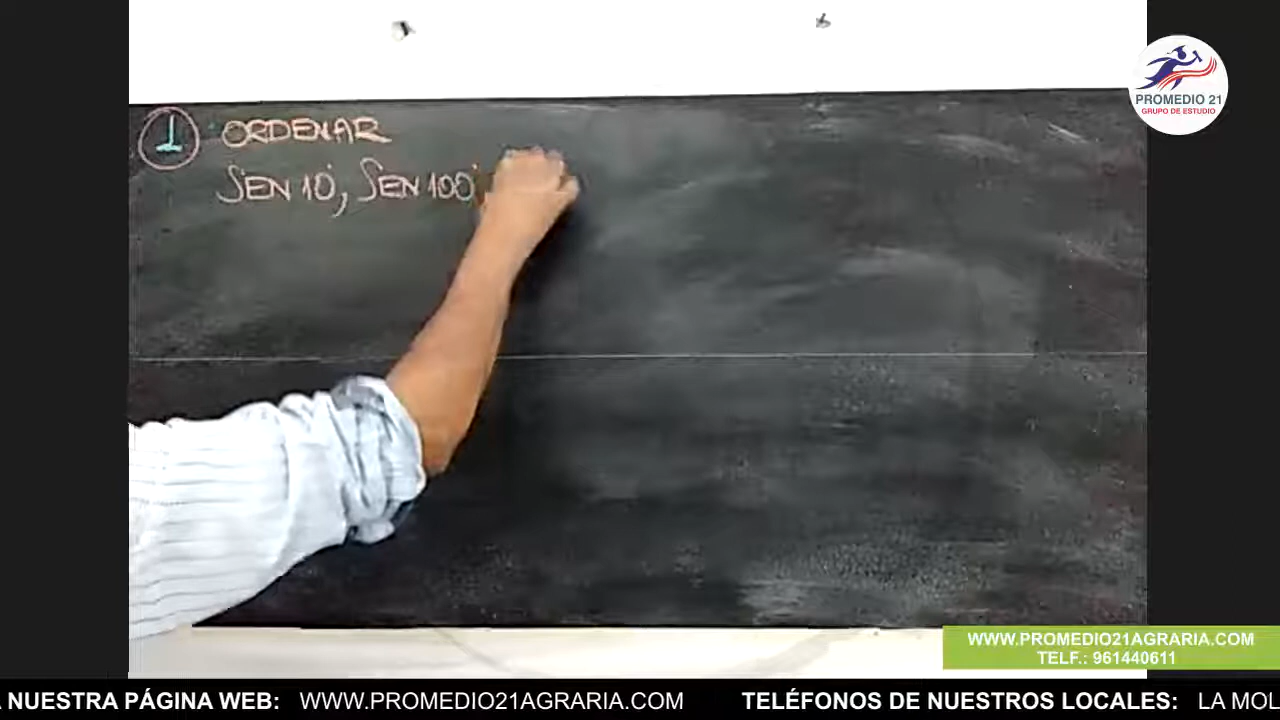 1 ORDENAR
SEN 10°, SEN 100°
PROMEDIO 21
GRUPO DE ESTUDIO
WWW.PROMEDIO21AGRARIA.COM
TELF.: 961440611
A NUESTRA PÁGINA WEB: WWW.PROMEDIO21AGRARIA.COM TELÉFONOS DE NUESTROS LOCALES: LA MOL